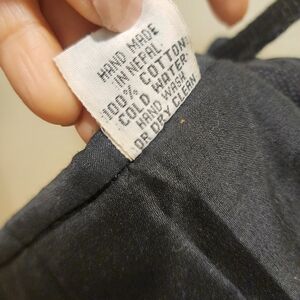 HAND MADE
IN NEPAL
100% COTTON
COLD WATER
HAND WASH
OR DRY CLEAN